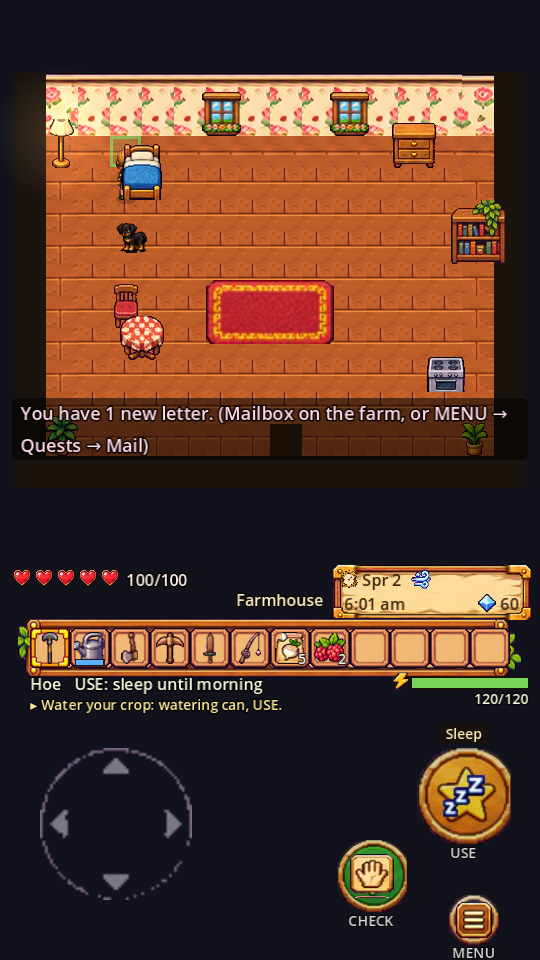 You have 1 new letter. (Mailbox on the farm, or MENU →
Quests → Mail)
100/100
Spr 2
Farmhouse
6:01 am
60
5
2
Hoe USE: sleep until morning
▸ Water your crop: watering can, USE.
120/120
Sleep
zzz
USE
CHECK
MENU